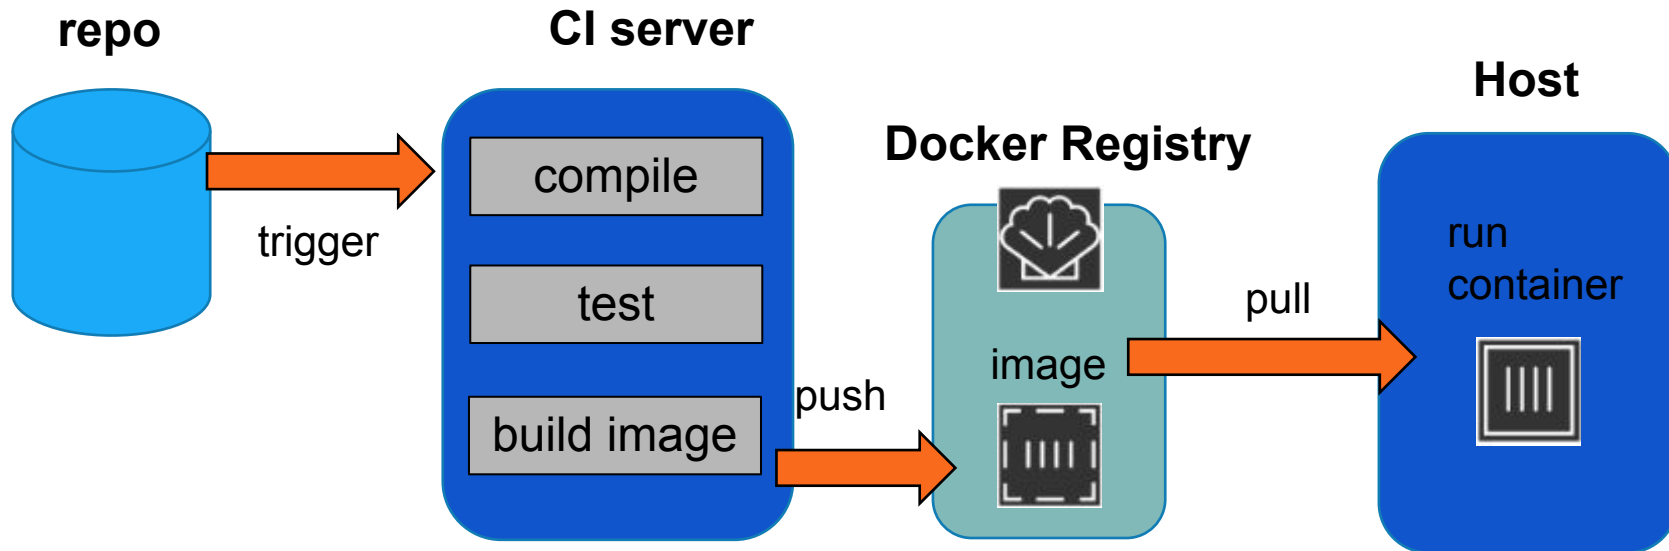 repo
CI server
Host
Docker Registry
compile
trigger
test
build image
push
image
pull
run
container